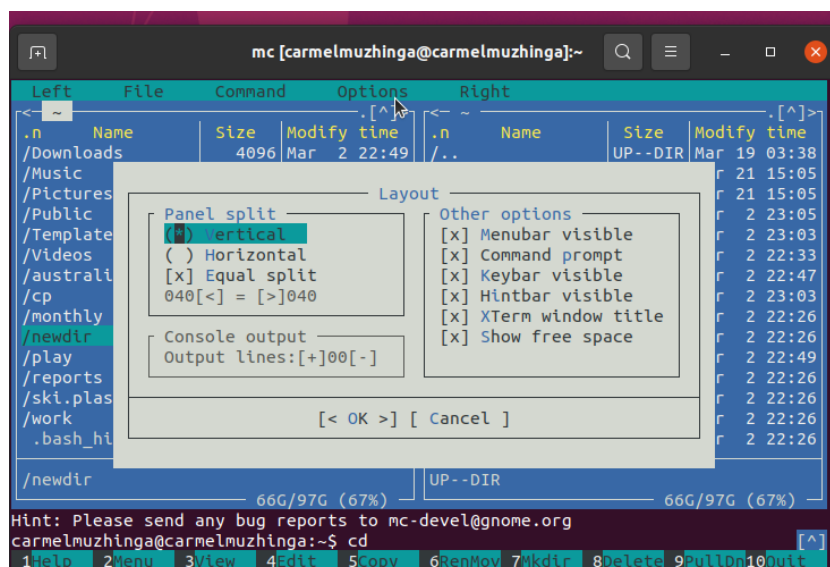 mc [carmelmuzhinga@carmelmuzhinga]:~
Left File Command Options Right
<─ ~ .[^]> <─ ~ .[^]>
.n Name Size Modify time .n Name Size Modify time
/Downloads 4096 Mar 2 22:49 /.. UP--DIR Mar 19 03:38
/Music r 21 15:05
/Pictures Layout r 21 15:05
/Public Panel split Other options r 2 23:05
/Template (*) Vertical [x] Menubar visible r 2 23:03
/Videos ( ) Horizontal [x] Command prompt r 2 22:33
/australi [x] Equal split [x] Keybar visible r 2 22:47
/cp 040[<] = [>]040 [x] Hintbar visible r 2 23:03
/monthly [x] XTerm window title r 2 22:26
/newdir Console output [x] Show free space r 2 22:26
/play Output lines:[+]00[-] r 2 22:49
/reports r 2 22:26
/ski.plas r 2 22:26
/work [< OK >] [ Cancel ] r 2 22:26
.bash_hi r 2 22:26
/newdir UP--DIR
66G/97G (67%) 66G/97G (67%)
Hint: Please send any bug reports to mc-devel@gnome.org
carmelmuzhinga@carmelmuzhinga:~$ cd [^]
1Help 2Menu 3View 4Edit 5Copy 6RenMov 7Mkdir 8Delete 9PullDn 10Quit